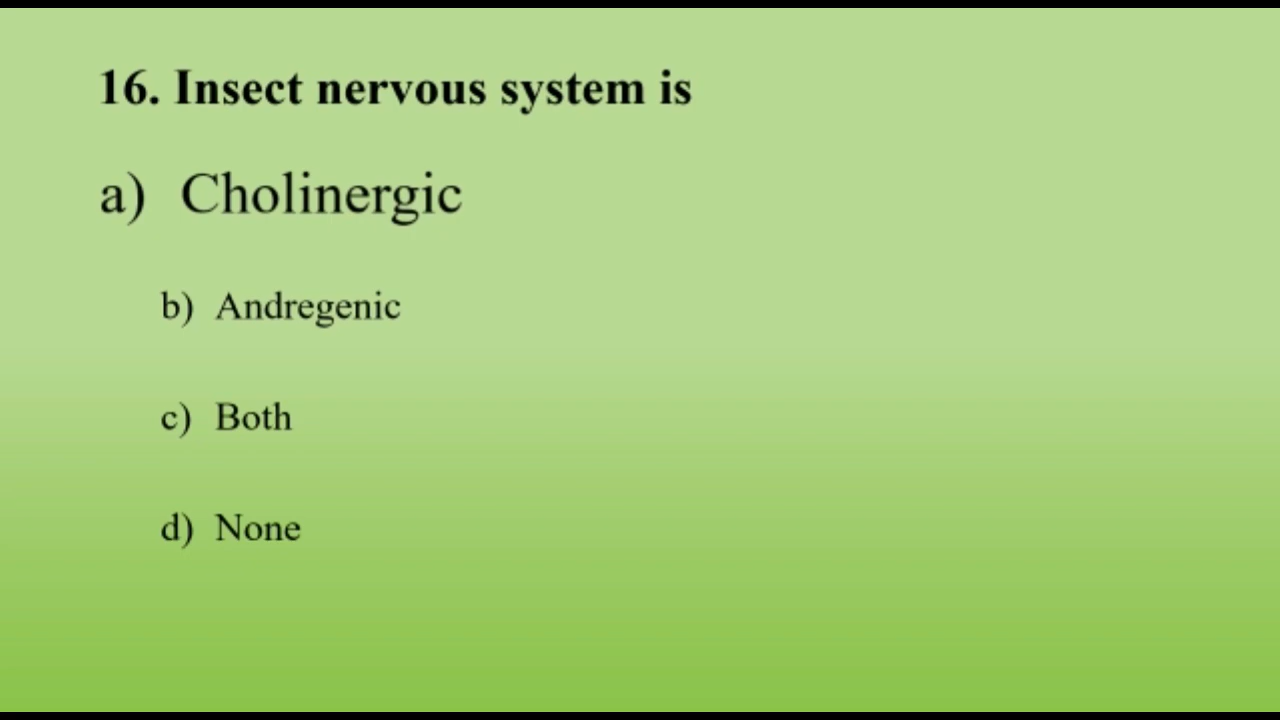 16. Insect nervous system is
a) Cholinergic
b) Andregenic
c) Both
d) None